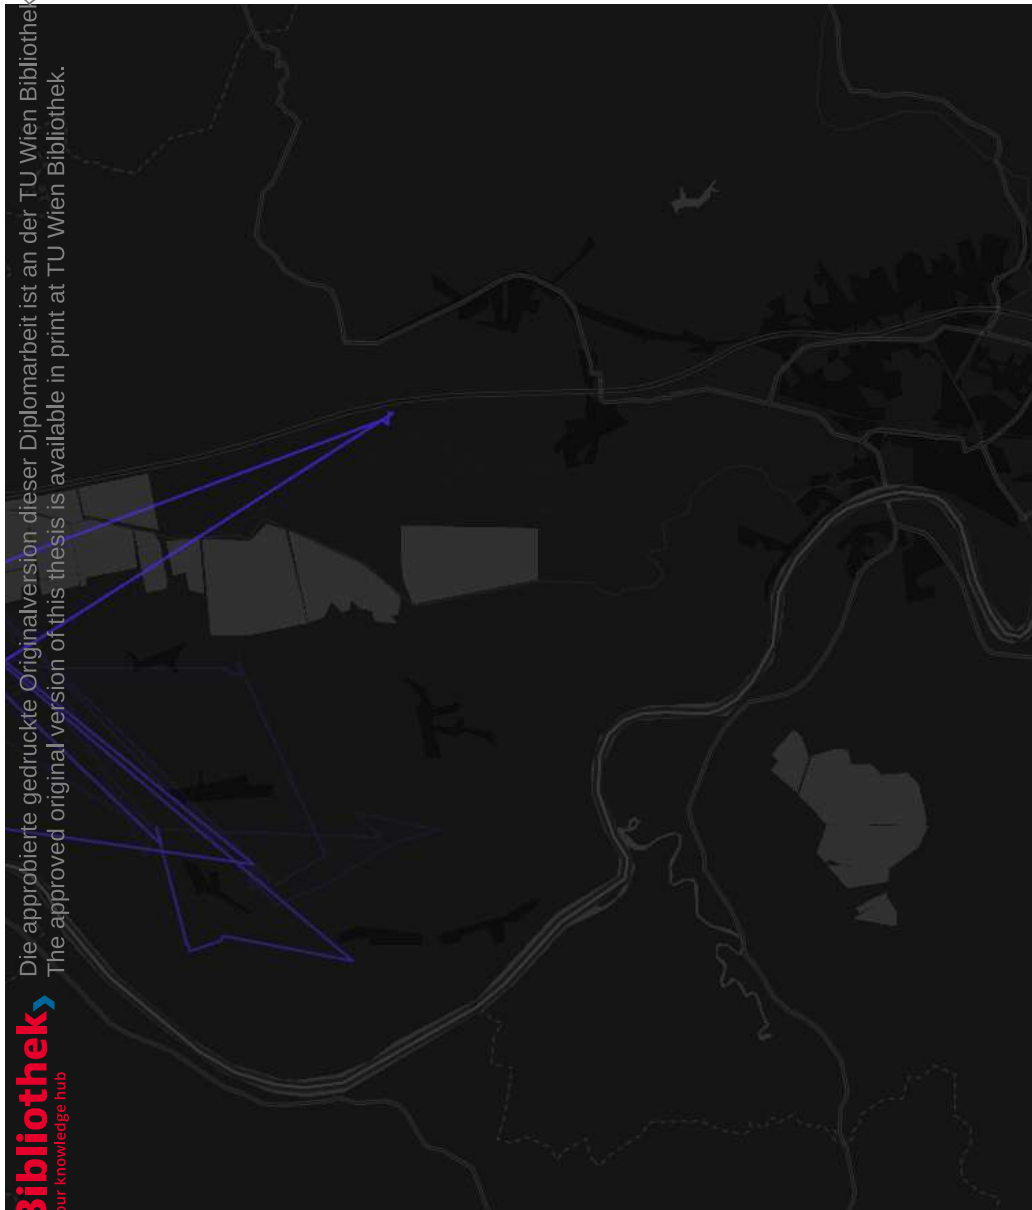 Die approbierte gedruckte Originalversion dieser Diplomarbeit ist an der TU Wien Bibliothek
The approved original version of this thesis is available in print at TU Wien Bibliothek.
Bibliothek
our knowledge hub